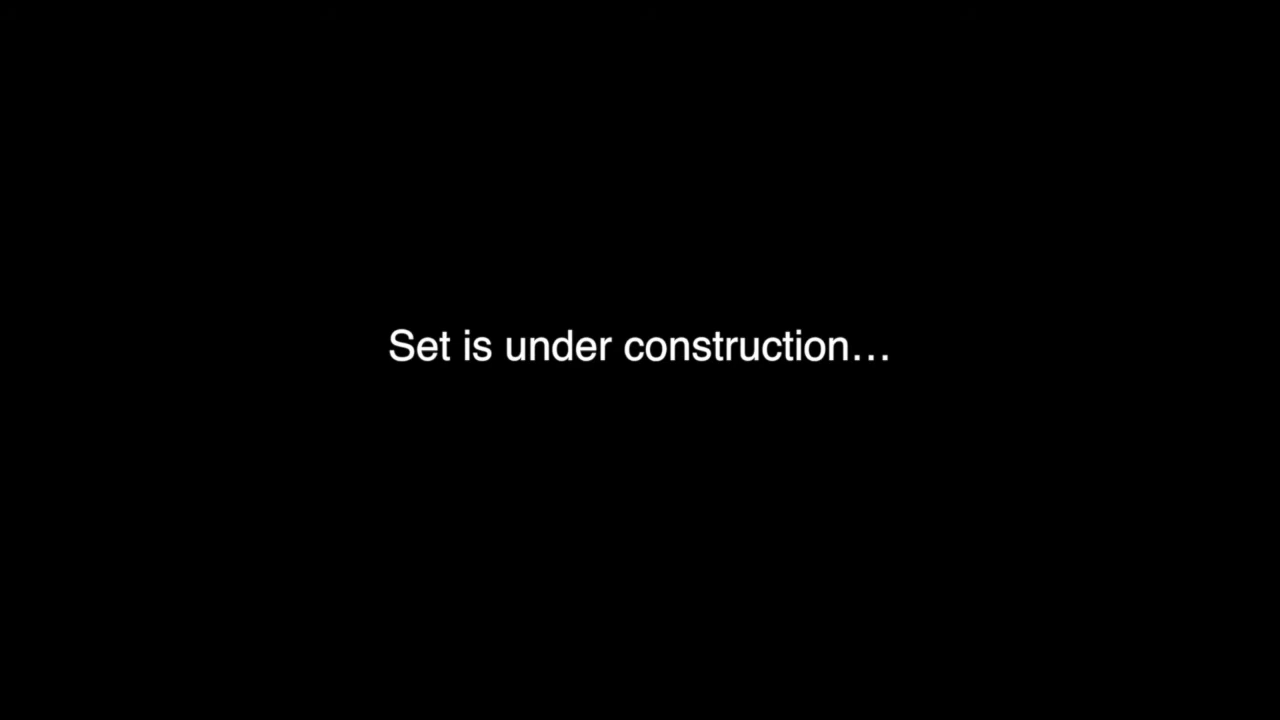 Set is under construction…